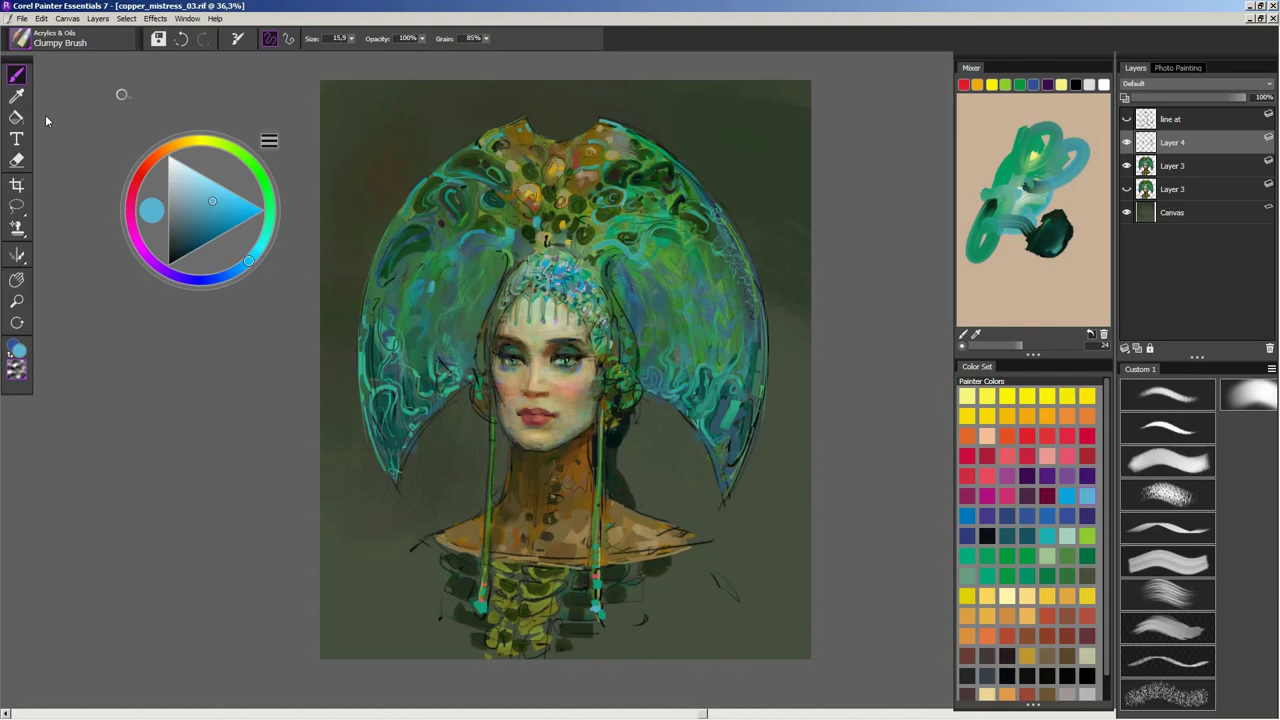 Corel Painter Essentials 7 - [copper_mistress_03.rif @ 36,3%]
File Edit Canvas Layers Select Effects Window Help
Acrylics & Oils
Clumpy Brush
Size: 15,9 Opacity: 100% Grain: 85%
Mixer
24
Color Set
Painter Colors
Layers Photo Painting
Default
100%
line at
Layer 4
Layer 3
Layer 3
Canvas
Custom 1